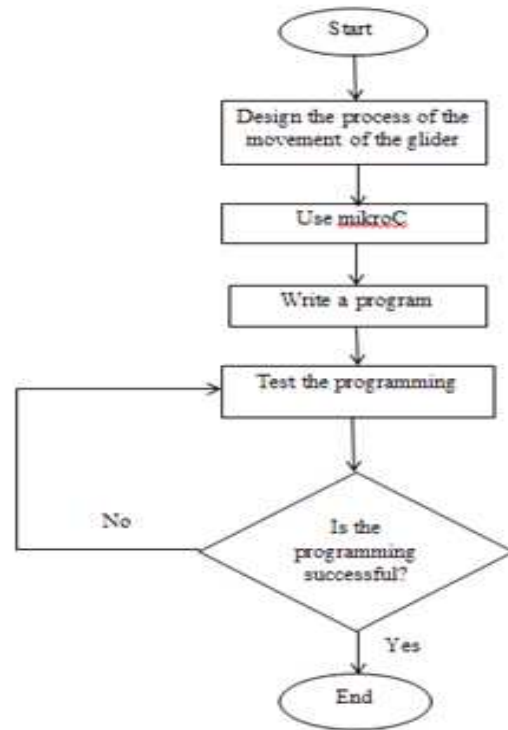 Start
Design the process of the
movement of the glider
Use mikroC
Write a program
Test the programming
Is the
programming
successful?
No
Yes
End